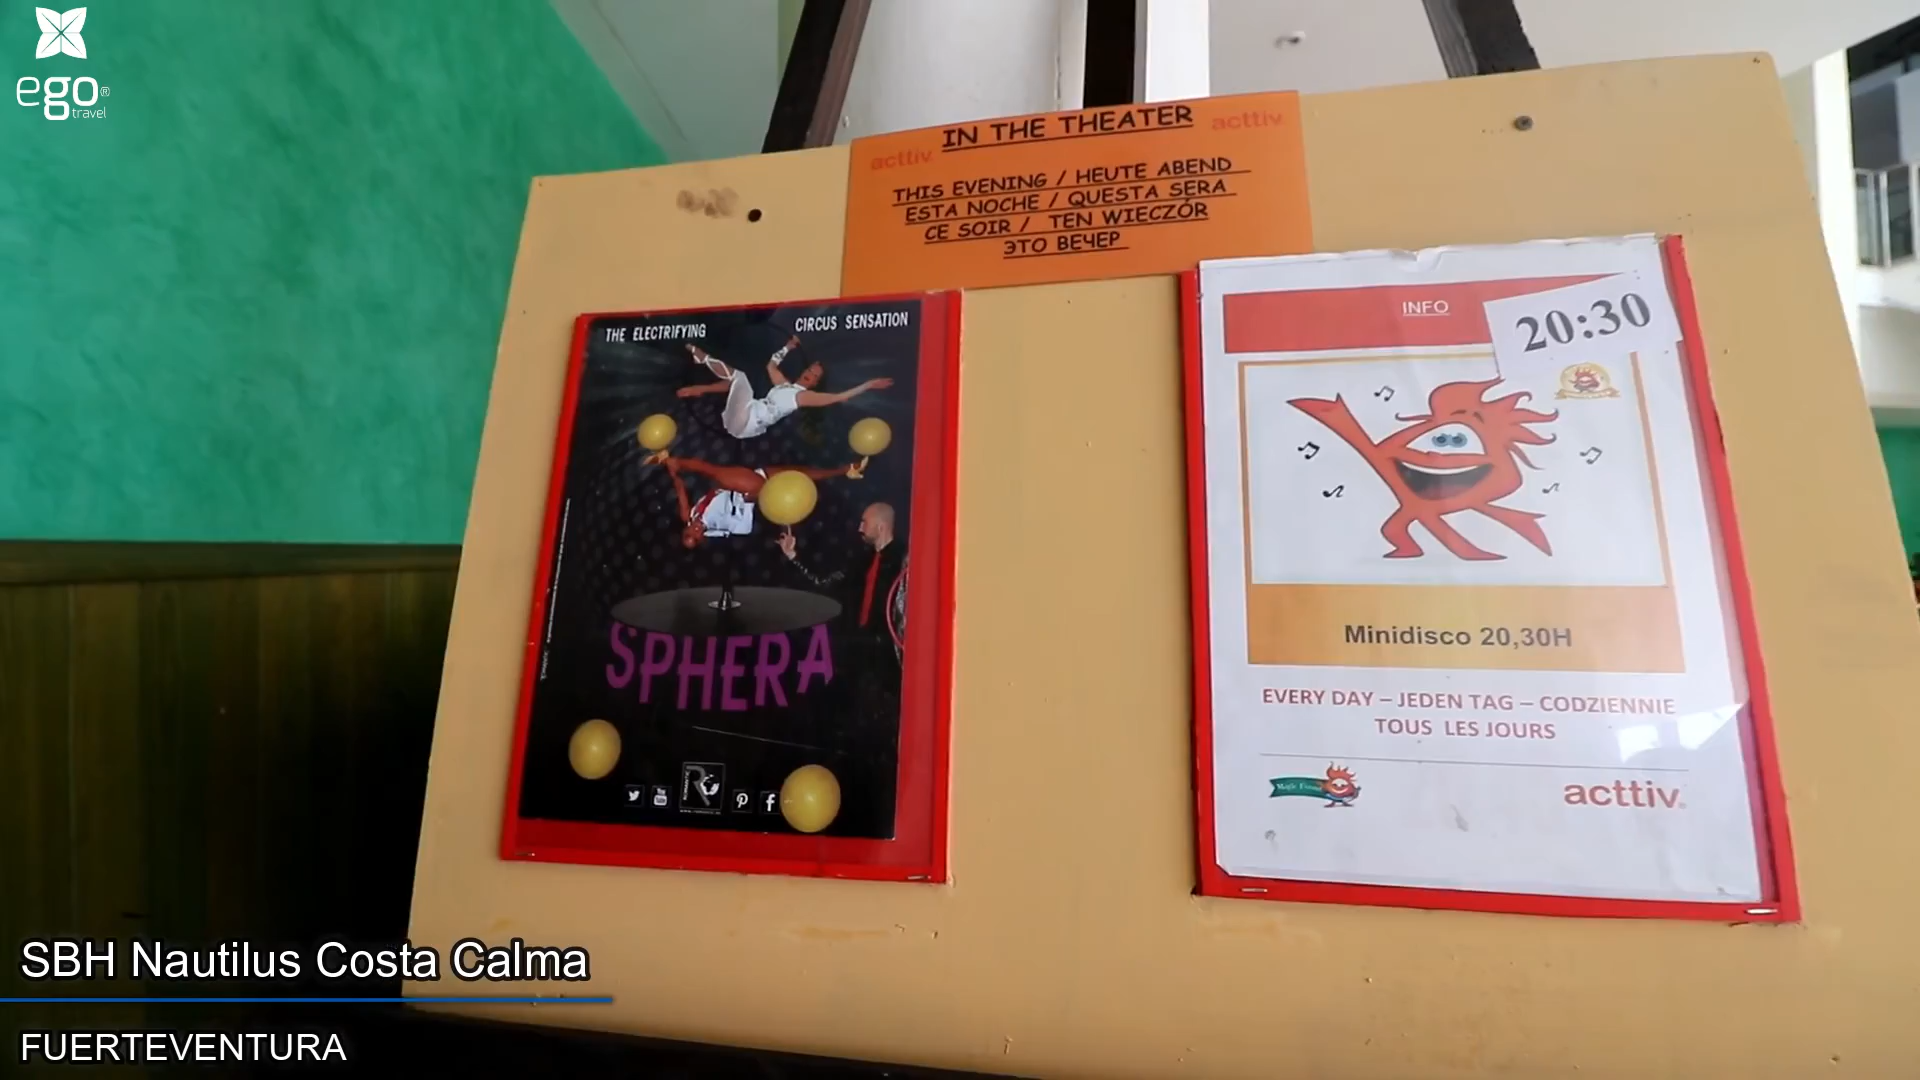 ego®
travel
acttiv
IN THE THEATER
acttiv
THIS EVENING / HEUTE ABEND
ESTA NOCHE / QUESTA SERA
CE SOIR / TEN WIECZÓR
ЭТО ВЕЧЕР
THE ELECTRIFYING CIRCUS SENSATION
SPHERA
INFO
20:30
Minidisco 20,30H
EVERY DAY – JEDEN TAG – CODZIENNIE
TOUS LES JOURS
acttiv
SBH Nautilus Costa Calma
FUERTEVENTURA